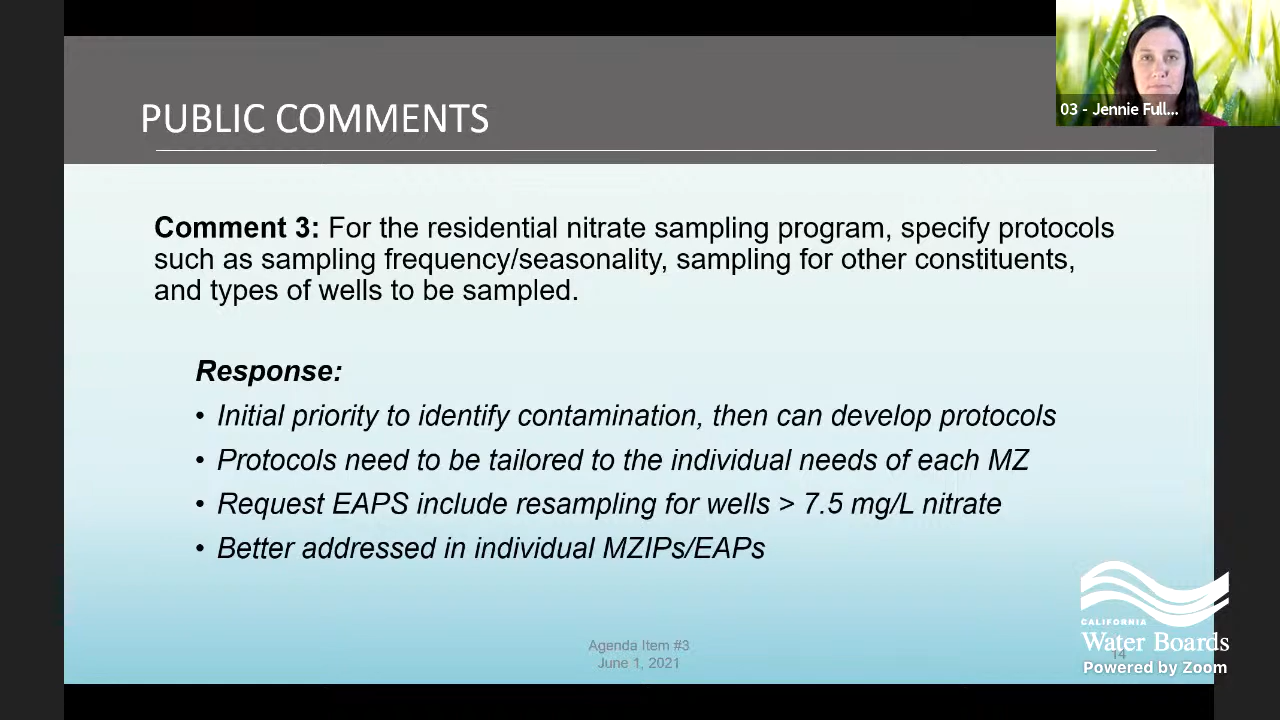 PUBLIC COMMENTS
03 - Jennie Full...
Comment 3: For the residential nitrate sampling program, specify protocols
such as sampling frequency/seasonality, sampling for other constituents,
and types of wells to be sampled.
Response:
• Initial priority to identify contamination, then can develop protocols
• Protocols need to be tailored to the individual needs of each MZ
• Request EAPS include resampling for wells > 7.5 mg/L nitrate
• Better addressed in individual MZIPs/EAPs
Agenda Item #3
June 1, 2021
14
CALIFORNIA
Water Boards
Powered by Zoom